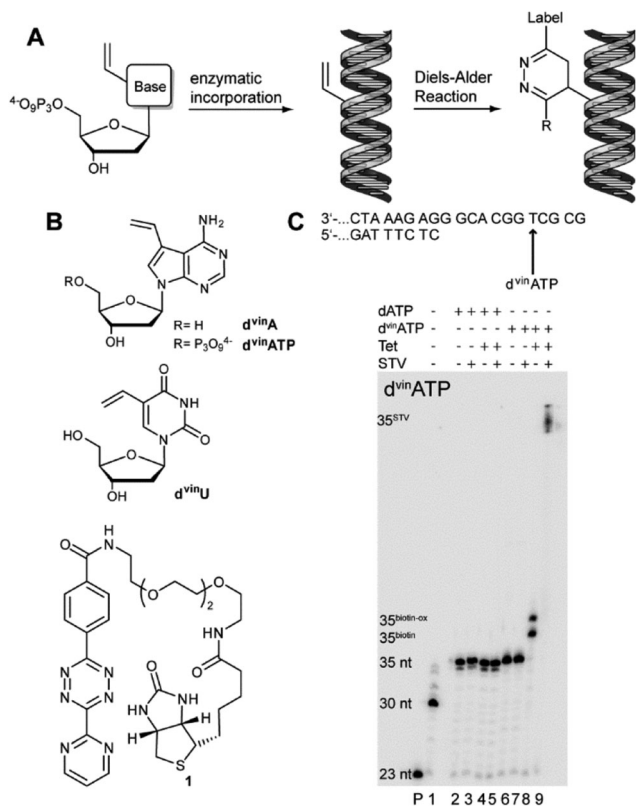 A
Base
4-O9P3O
O
OH
enzymatic
incorporation
Diels-Alder
Reaction
Label
N
N
R
B
NH2
N
N
N
RO
O
OH
R= H dvinA
R= P3O94- dvinATP
O
NH
N
O
HO
O
OH
dvinU
O
H
N
O
O
2
O
NH
O
N
N
N
N
N
N
O
HN
NH
H
H
S
1
C
3'-...CTA AAG AGG GCA CGG TCG CG
5'-GAT TTC TC
dvinATP
dATP - + + + + - - - -
dvinATP - - - - - + + + +
Tet - - - + + - - + +
STV - - + - + - + - +
dvinATP
35STV
35biotin-ox
35biotin
35 nt
30 nt
23 nt
P 1 2 3 4 5 6 7 8 9